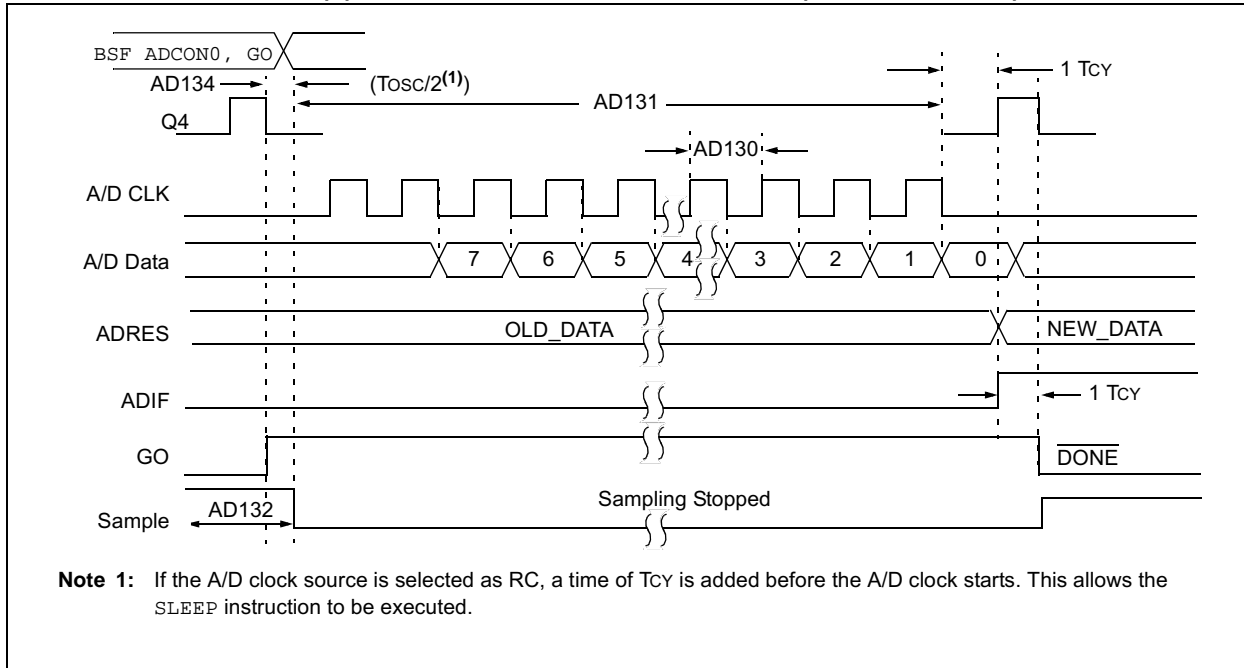 BSF ADCON0, GO
AD134
(TOSC/2(1))
1 TCY
AD131
Q4
AD130
A/D CLK
A/D Data
7 6 5 4 3 2 1 0
ADRES
OLD_DATA
NEW_DATA
ADIF
1 TCY
GO
DONE
Sampling Stopped
AD132
Sample
Note 1: If the A/D clock source is selected as RC, a time of TCY is added before the A/D clock starts. This allows the
SLEEP instruction to be executed.